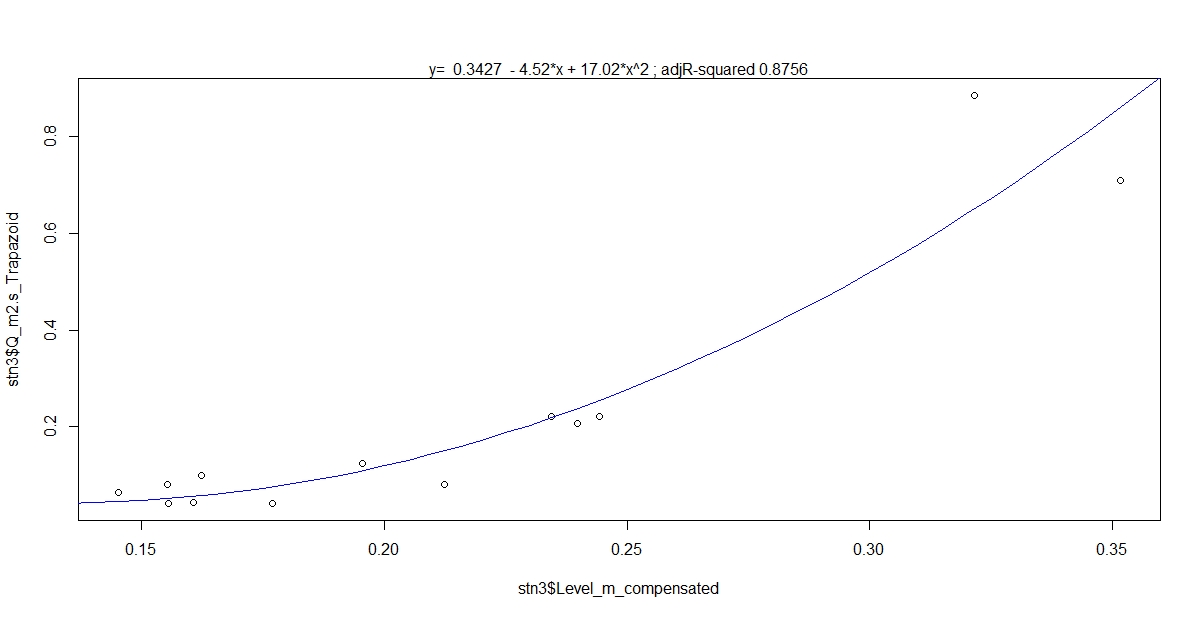 y= 0.3427 - 4.52*x + 17.02*x^2 ; adjR-squared 0.8756
stn3$Q_m2.s_Trapazoid
0.8
0.6
0.4
0.2
0.15 0.20 0.25 0.30 0.35
stn3$Level_m_compensated